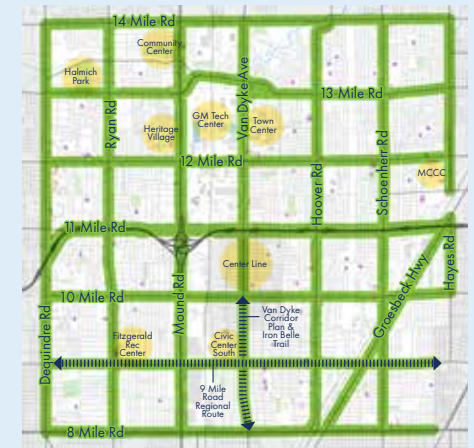 14 Mile Rd
Community
Center
Halmich
Park
Van Dyke Ave
13 Mile Rd
Ryan Rd
GM Tech
Center
Town
Center
Heritage
Village
12 Mile Rd
Schoenherr Rd
Hoover Rd
MCCC
11 Mile Rd
Center Line
Hayes Rd
Mound Rd
Groesbeck Hwy
10 Mile Rd
Dequindre Rd
Van Dyke
Corridor
Plan &
Iron Belle
Trail
Fitzgerald
Rec
Center
Civic
Center
South
9 Mile
Road
Regional
Route
8 Mile Rd